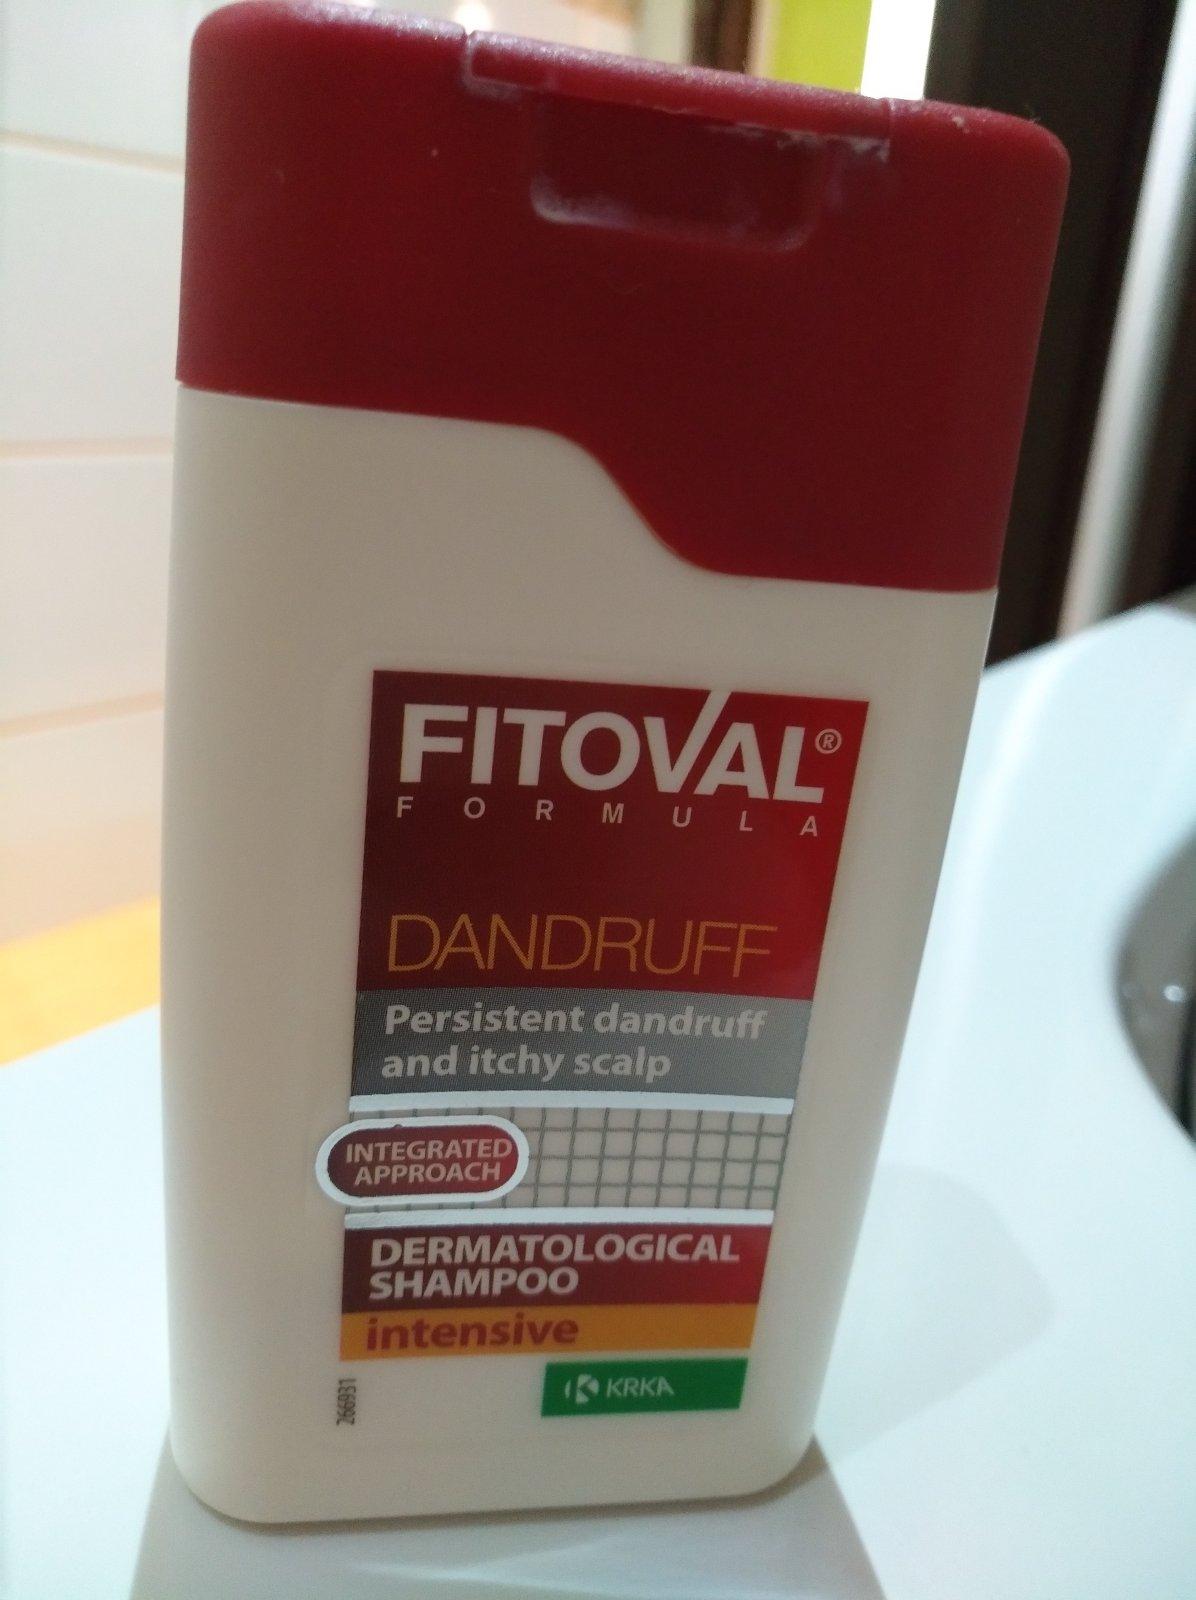 FITOVAL®
FORMULA
DANDRUFF
Persistent dandruff
and itchy scalp
INTEGRATED
APPROACH
DERMATOLOGICAL
SHAMPOO
intensive
KRKA
266931